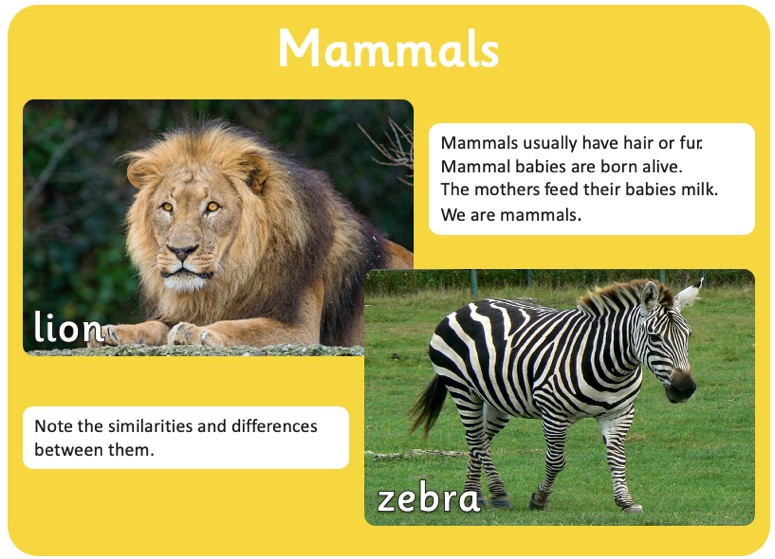 Mammals
Mammals usually have hair or fur.
Mammal babies are born alive.
The mothers feed their babies milk.
We are mammals.
lion
Note the similarities and differences
between them.
zebra